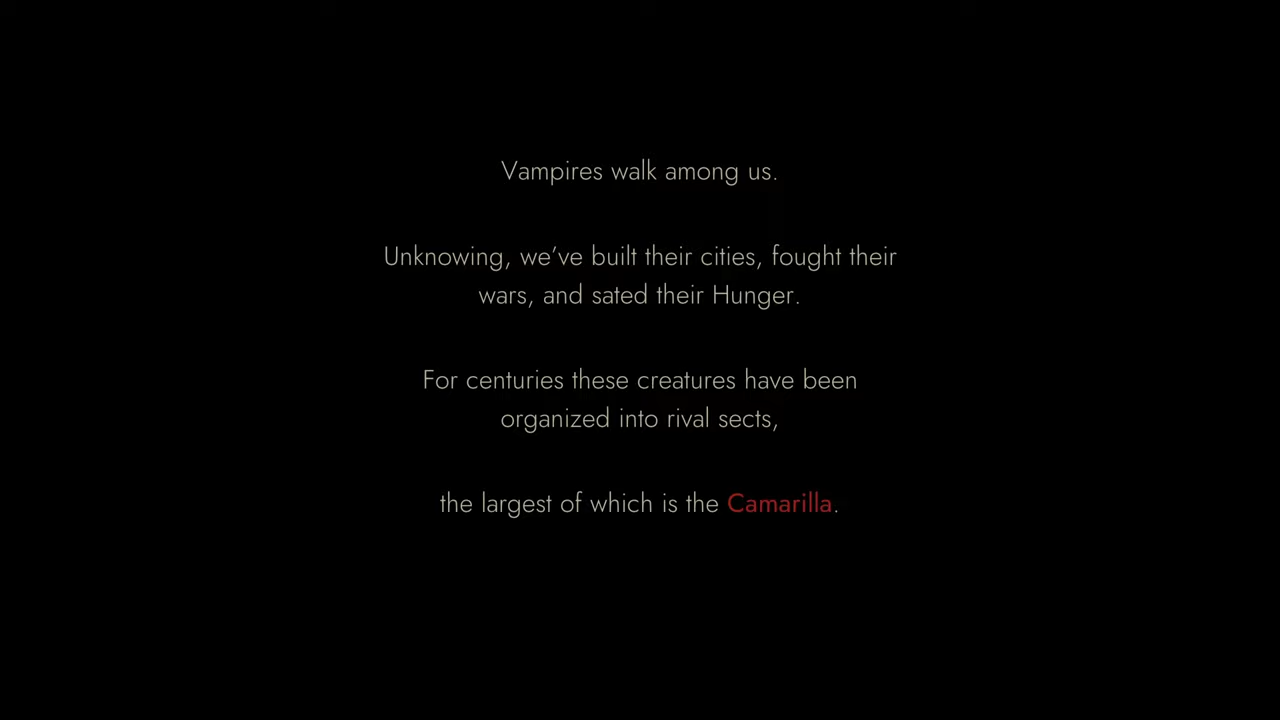 Vampires walk among us.
Unknowing, we’ve built their cities, fought their
wars, and sated their Hunger.
For centuries these creatures have been
organized into rival sects,
the largest of which is the Camarilla.